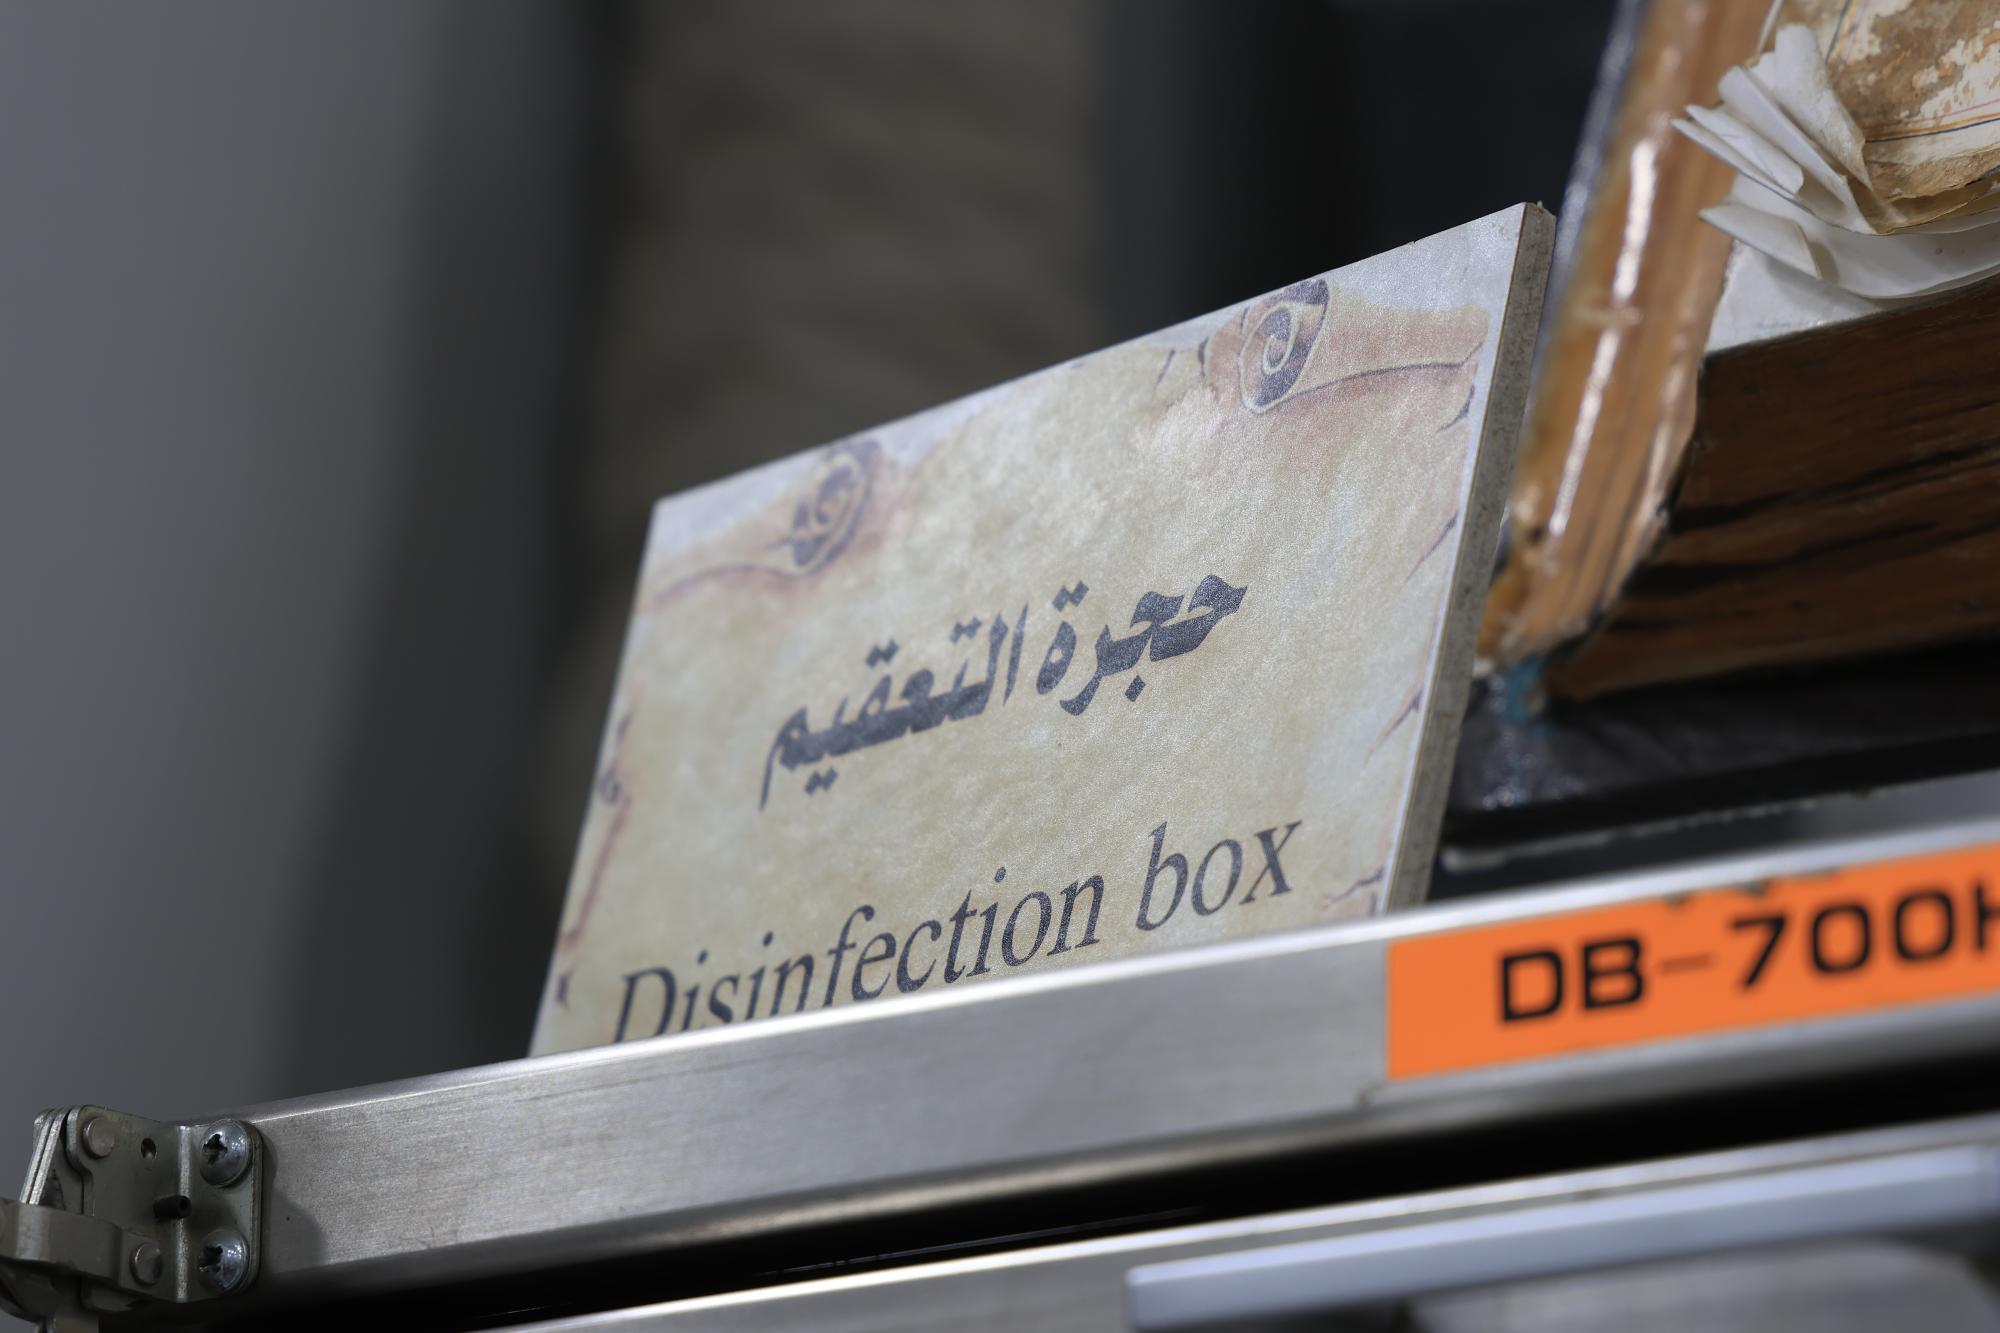 حجرة التعقيم
Disinfection box
DB-700H